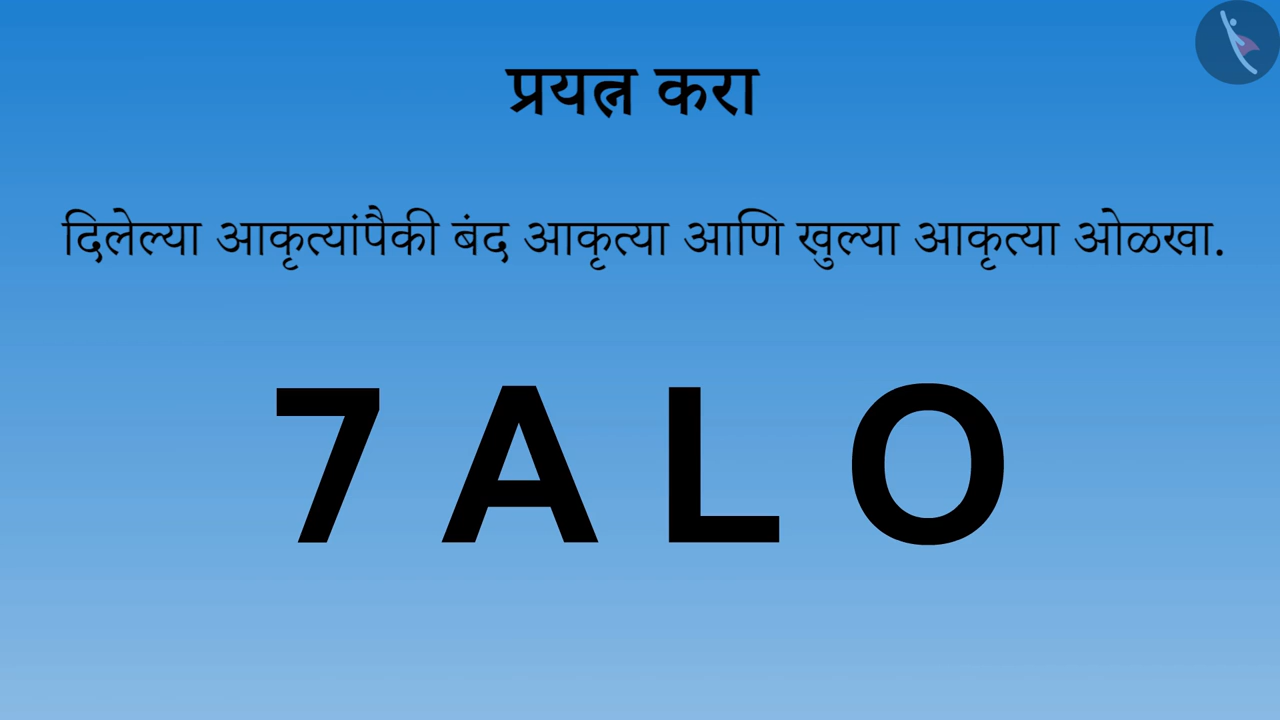 प्रयत्न करा
दिलेल्या आकृत्यांपैकी बंद आकृत्या आणि खुल्या आकृत्या ओळखा.
7 A L O